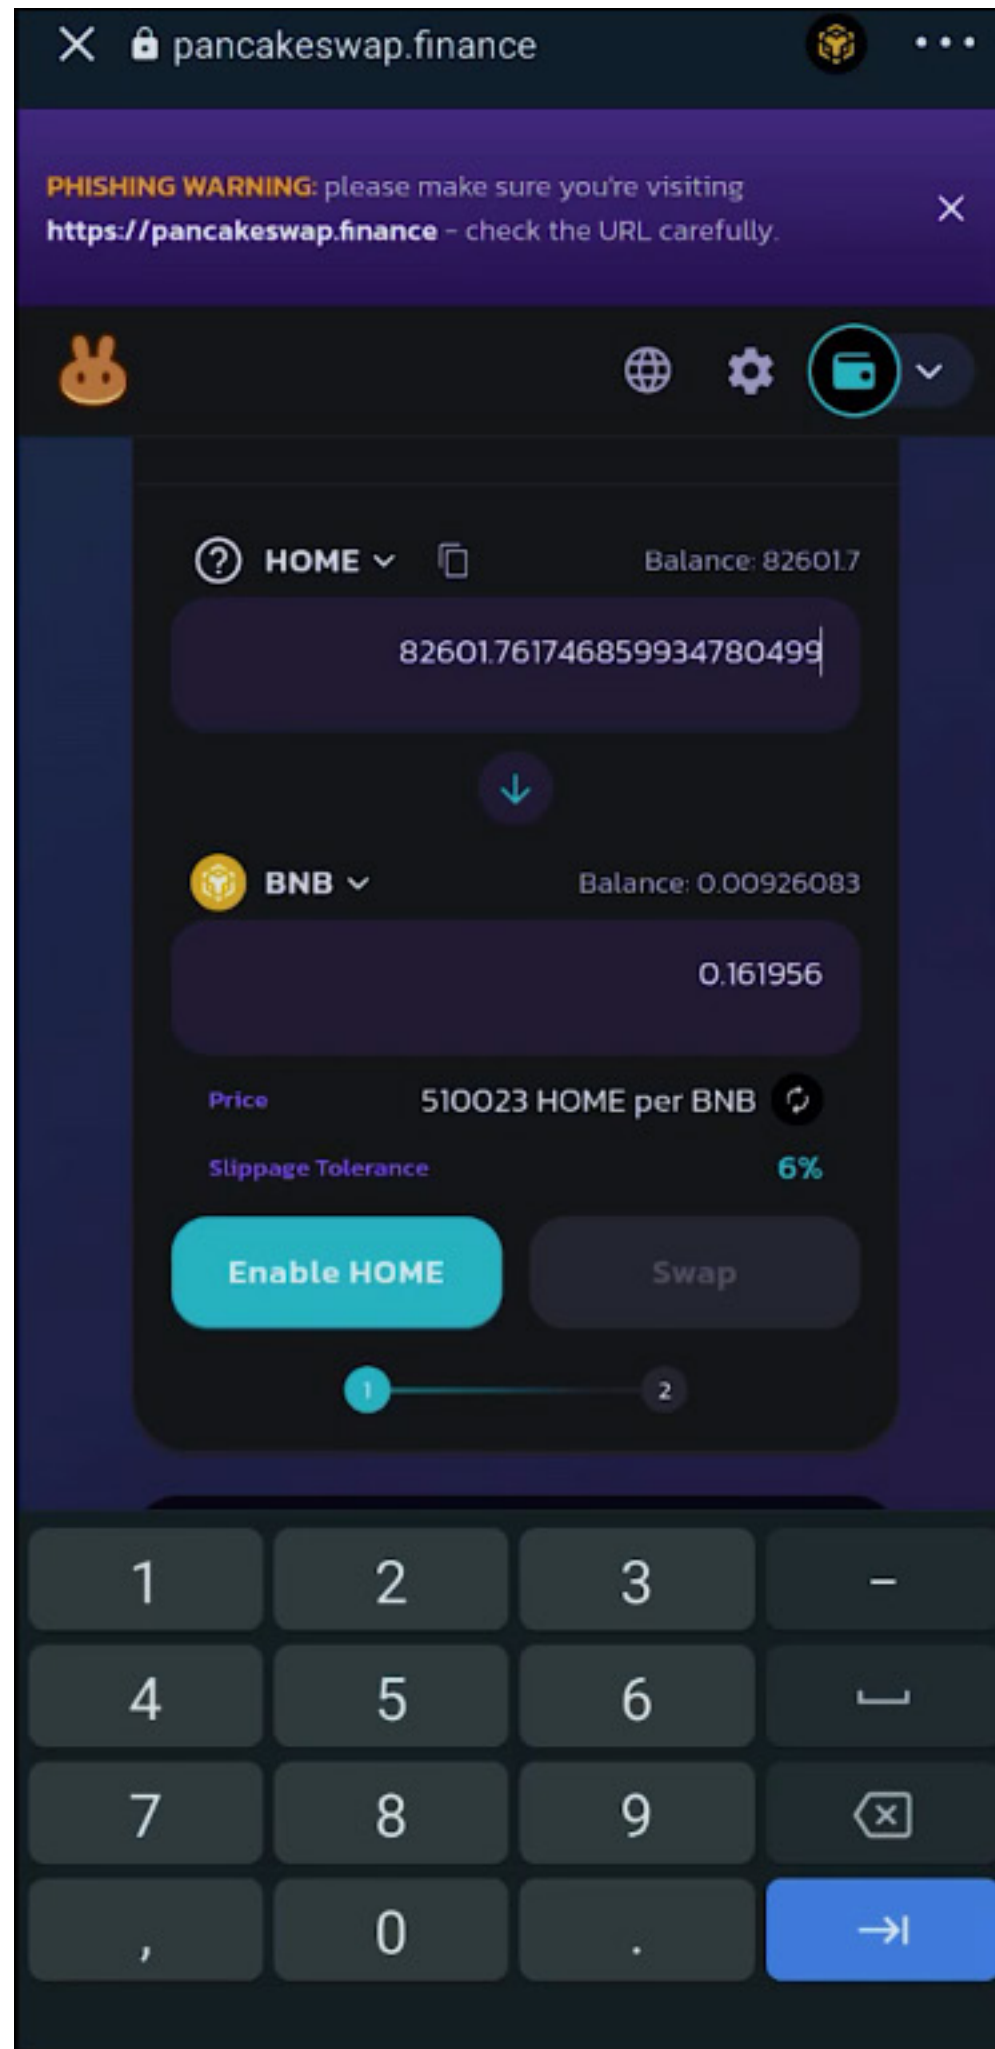 pancakeswap.finance
PHISHING WARNING: please make sure you're visiting
https://pancakeswap.finance - check the URL carefully.
HOME Balance: 82601.7
82601.761746859934780499
BNB Balance: 0.00926083
0.161956
Price 510023 HOME per BNB
Slippage Tolerance 6%
Enable HOME Swap
1 2
1 2 3 -
4 5 6
7 8 9
, 0 .